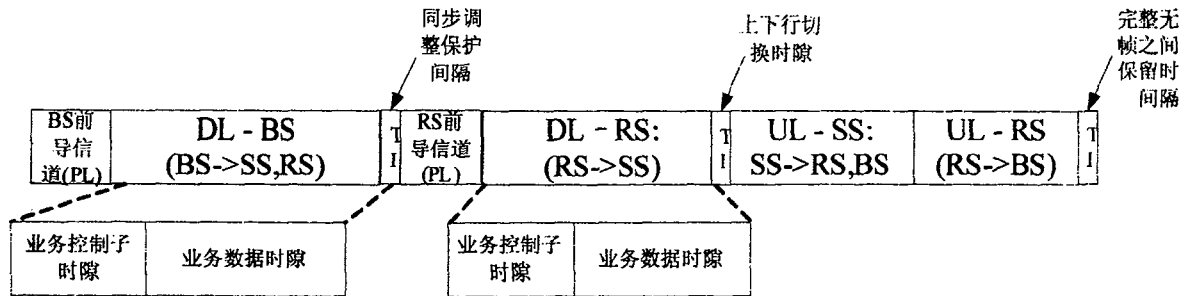 同步调
整保护
间隔
上下行切
换时隙
完整无
帧之间
保留时
间隔
BS前
导信
道(PL)
DL - BS
(BS->SS,RS)
T
I
RS前
导信道
(PL)
DL - RS:
(RS->SS)
T
I
UL - SS:
SS->RS,BS
UL - RS
(RS->BS)
T
I
业务控制子
时隙
业务数据时隙
业务控制子
时隙
业务数据时隙